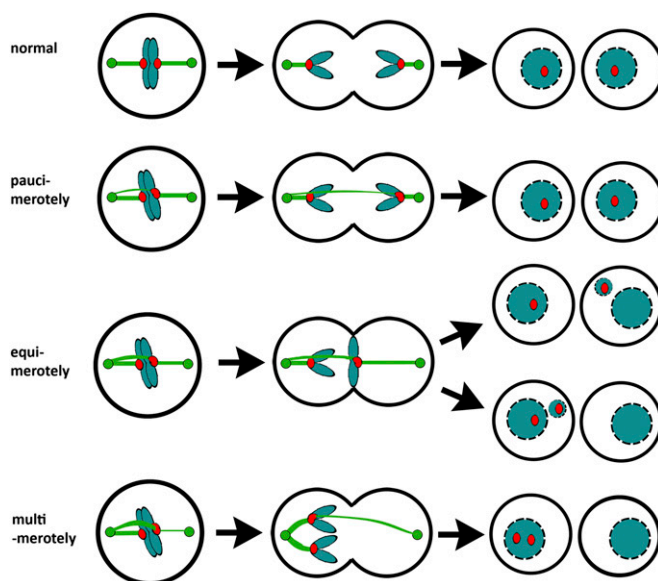 normal
pauci-
merotely
equi-
merotely
multi
-merotely